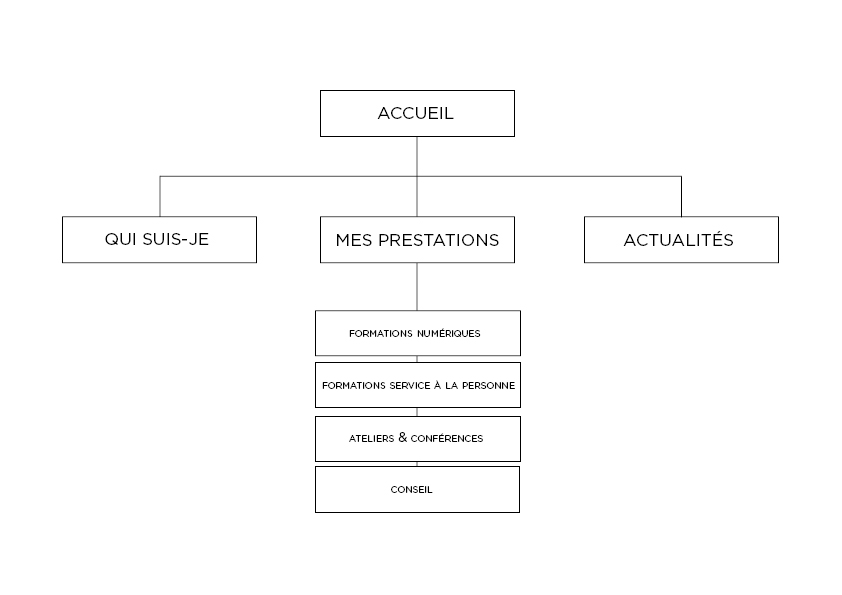 ACCUEIL
QUI SUIS-JE
MES PRESTATIONS
ACTUALITÉS
FORMATIONS NUMÉRIQUES
FORMATIONS SERVICE À LA PERSONNE
ATELIERS & CONFÉRENCES
CONSEIL